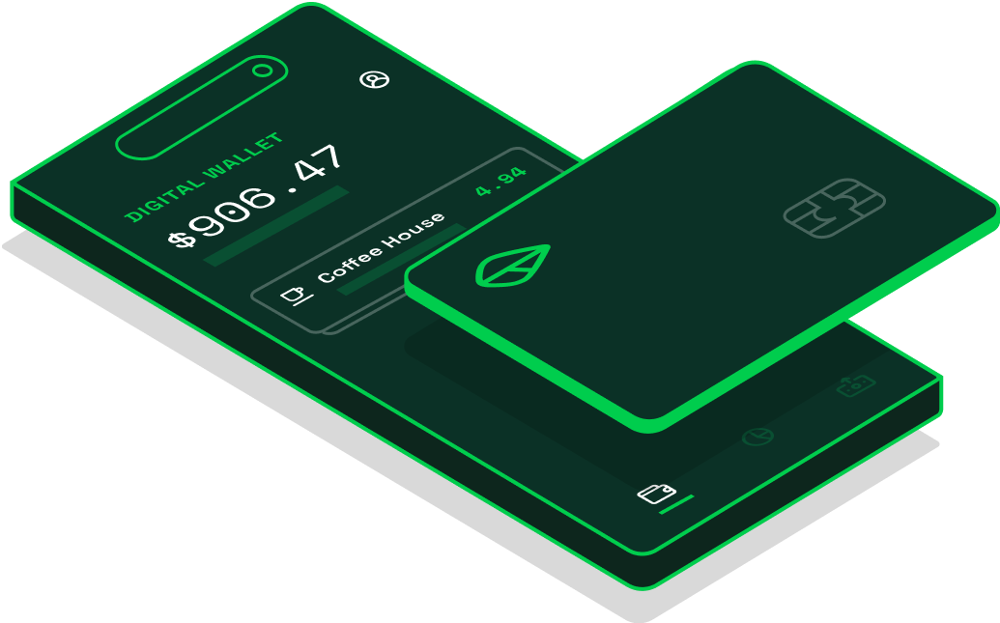 DIGITAL WALLET
$906.47
Coffee House 4.94